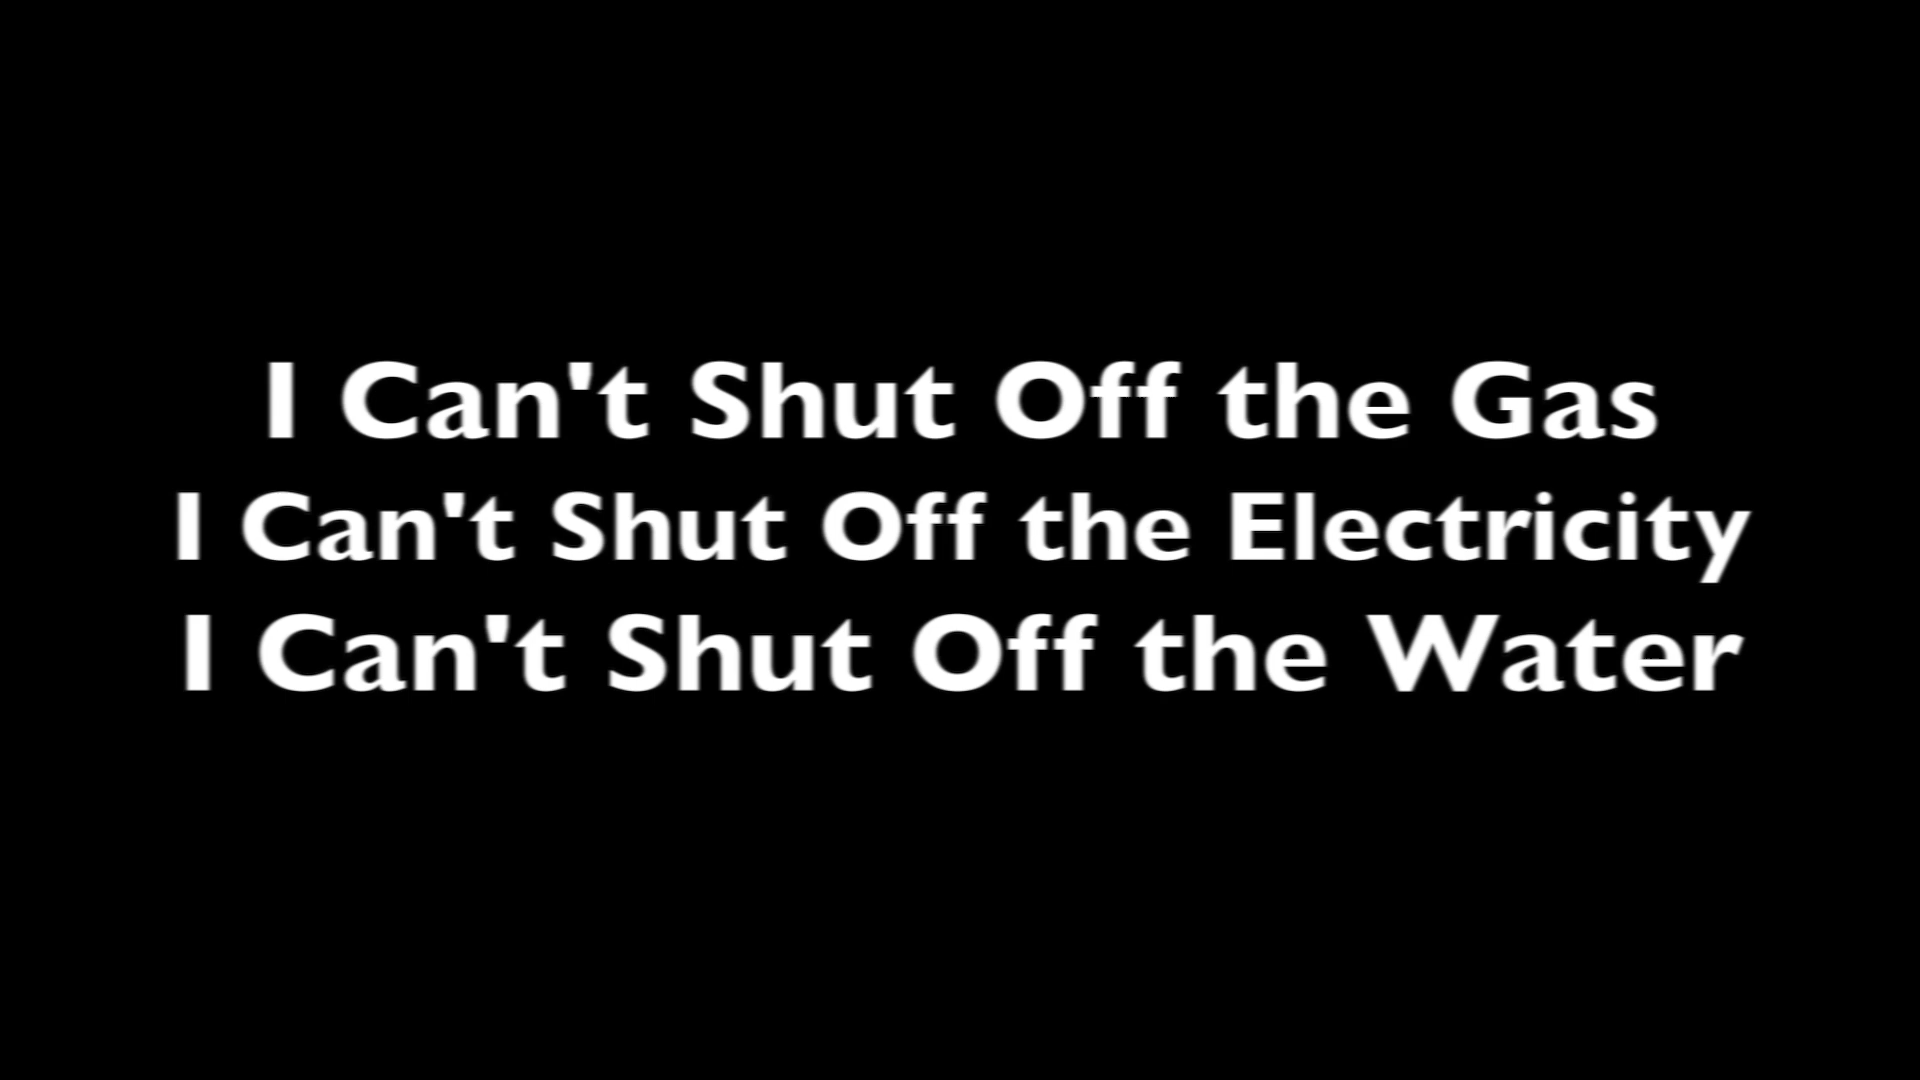 I Can't Shut Off the Gas
I Can't Shut Off the Electricity
I Can't Shut Off the Water